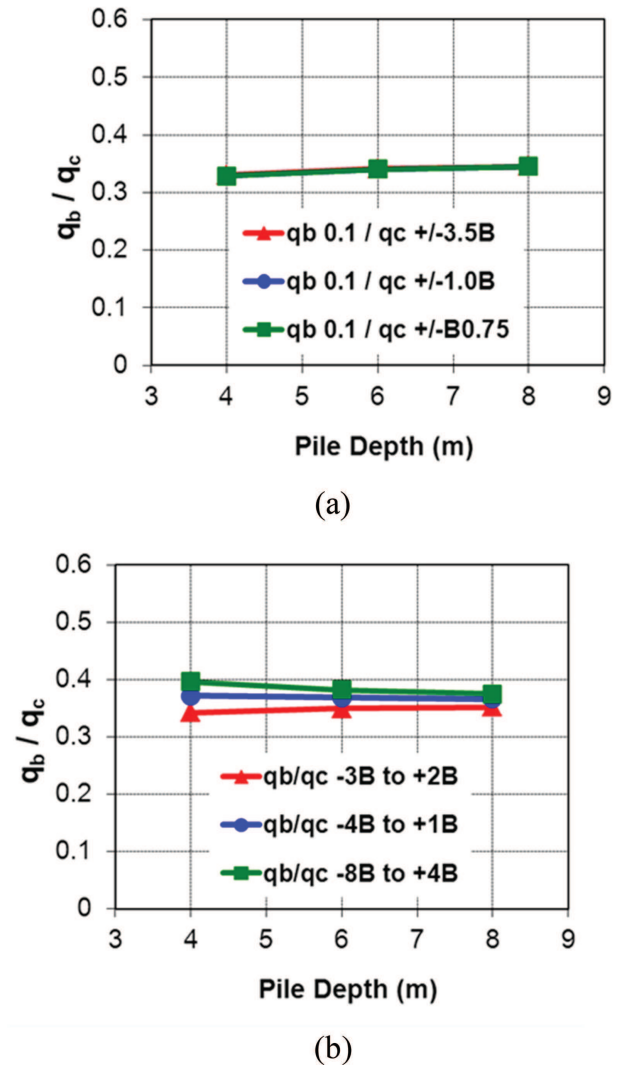 0.6
0.5
0.4
0.3
0.2
0.1
0
qb / qc
qb 0.1 / qc +/-3.5B
qb 0.1 / qc +/-1.0B
qb 0.1 / qc +/-B0.75
3 4 5 6 7 8 9
Pile Depth (m)
(a)
0.6
0.5
0.4
0.3
0.2
0.1
0
qb / qc
qb/qc -3B to +2B
qb/qc -4B to +1B
qb/qc -8B to +4B
3 4 5 6 7 8 9
Pile Depth (m)
(b)